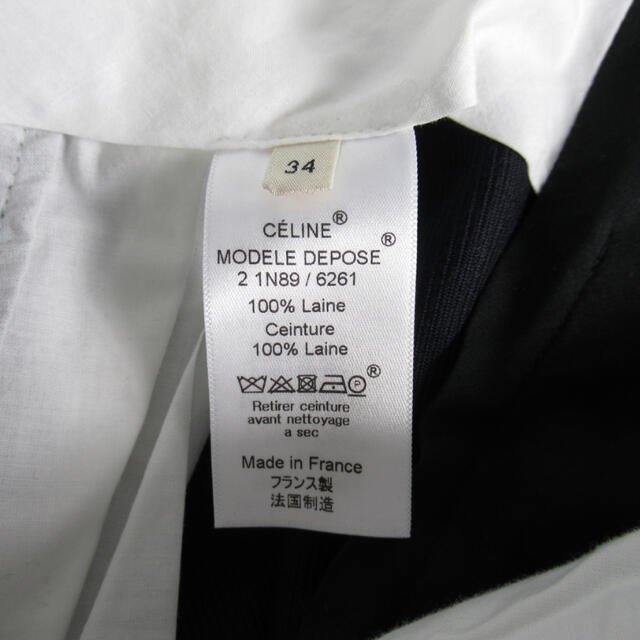 34
CÉLINE®
MODELE DEPOSE®
2 1N89 / 6261
100% Laine
Ceinture
100% Laine
P ®
Retirer ceinture
avant nettoyage
a sec
Made in France
フランス製
法国制造